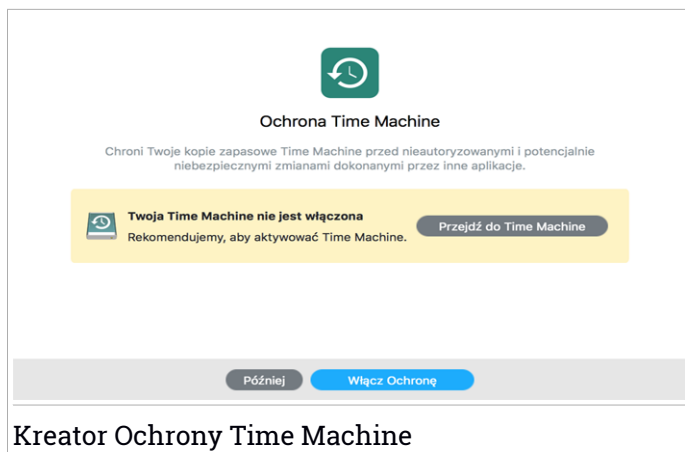 Ochrona Time Machine
Chroni Twoje kopie zapasowe Time Machine przed nieautoryzowanymi i potencjalnie
niebezpiecznymi zmianami dokonanymi przez inne aplikacje.
Twoja Time Machine nie jest włączona
Rekomendujemy, aby aktywować Time Machine.
Przejdź do Time Machine
Później
Włącz Ochronę
Kreator Ochrony Time Machine